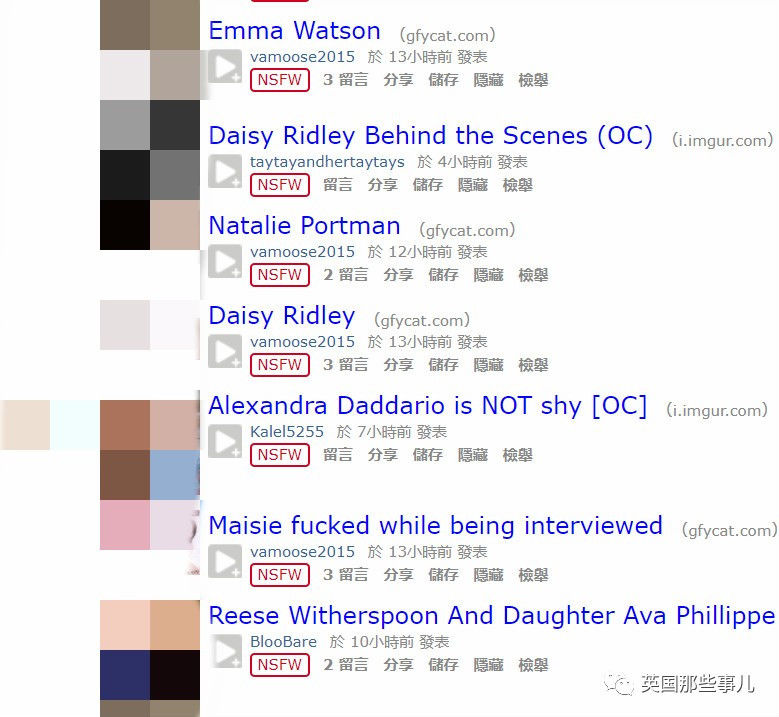 Emma Watson (gfycat.com)
vamoose2015 於 13小時前 發表
NSFW 3 留言 分享 儲存 隱藏 檢舉
Daisy Ridley Behind the Scenes (OC) (i.imgur.com)
taytayandhertaytays 於 4小時前 發表
NSFW 留言 分享 儲存 隱藏 檢舉
Natalie Portman (gfycat.com)
vamoose2015 於 12小時前 發表
NSFW 2 留言 分享 儲存 隱藏 檢舉
Daisy Ridley (gfycat.com)
vamoose2015 於 13小時前 發表
NSFW 3 留言 分享 儲存 隱藏 檢舉
Alexandra Daddario is NOT shy [OC] (i.imgur.com)
Kalel5255 於 7小時前 發表
NSFW 留言 分享 儲存 隱藏 檢舉
Maisie fucked while being interviewed (gfycat.com)
vamoose2015 於 13小時前 發表
NSFW 3 留言 分享 儲存 隱藏 檢舉
Reese Witherspoon And Daughter Ava Phillippe
BlooBare 於 10小時前 發表
NSFW 2 留言 分享 儲存 隱藏 檢舉
英国那些事儿